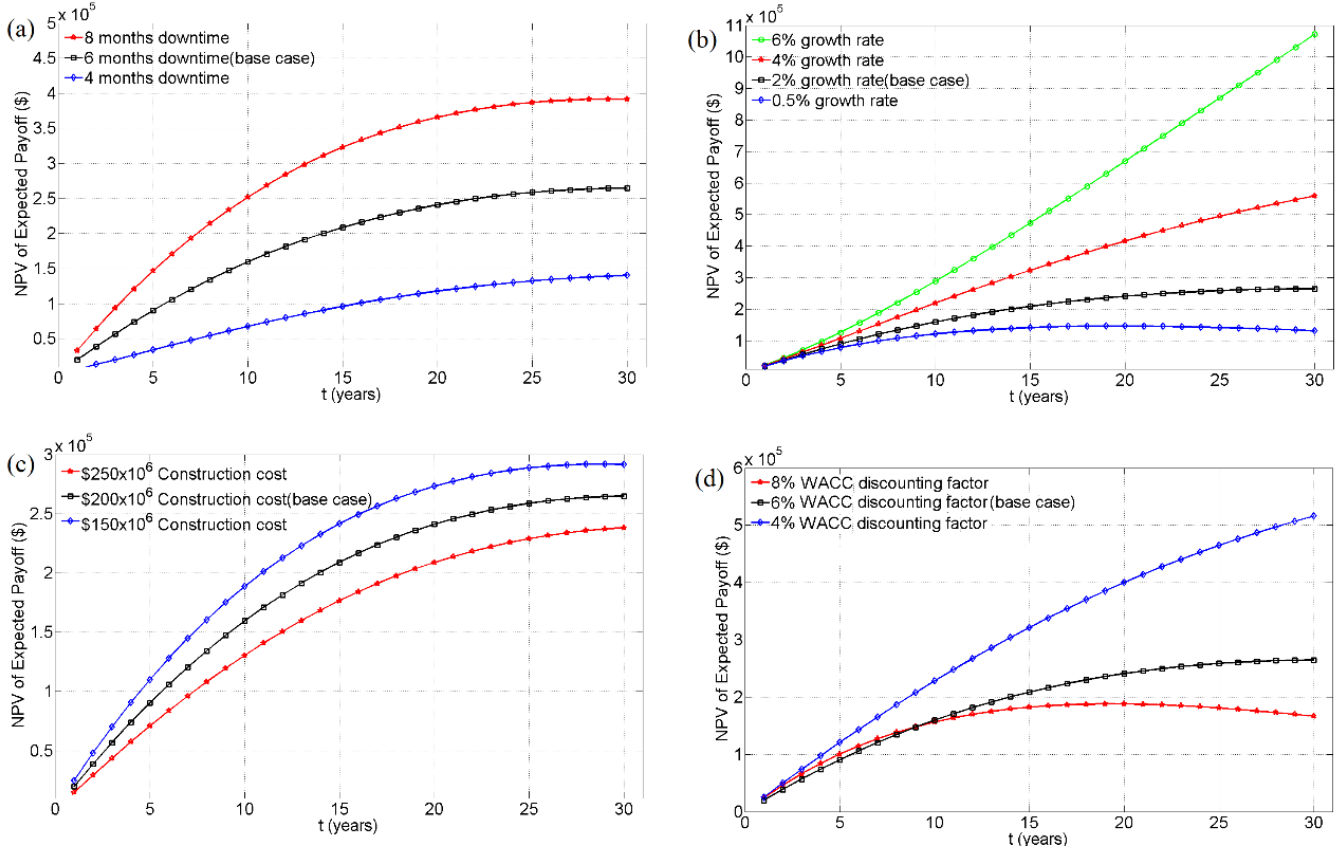 (a)
5 x 10^5
8 months downtime
6 months downtime(base case)
4 months downtime
4.5
4
3.5
3
2.5
2
1.5
1
0.5
NPV of Expected Payoff ($)
0 5 10 15 20 25 30
t (years)
(b)
11 x 10^5
6% growth rate
4% growth rate
2% growth rate(base case)
0.5% growth rate
10
9
8
7
6
5
4
3
2
1
NPV of Expected Payoff ($)
0 5 10 15 20 25 30
t (years)
(c)
3 x 10^5
$250x10^6 Construction cost
$200x10^6 Construction cost(base case)
$150x10^6 Construction cost
2.5
2
1.5
1
0.5
NPV of Expected Payoff ($)
0 5 10 15 20 25 30
t (years)
(d)
6 x 10^5
8% WACC discounting factor
6% WACC discounting factor(base case)
4% WACC discounting factor
5
4
3
2
1
0
NPV of Expected Payoff ($)
0 5 10 15 20 25 30
t (years)